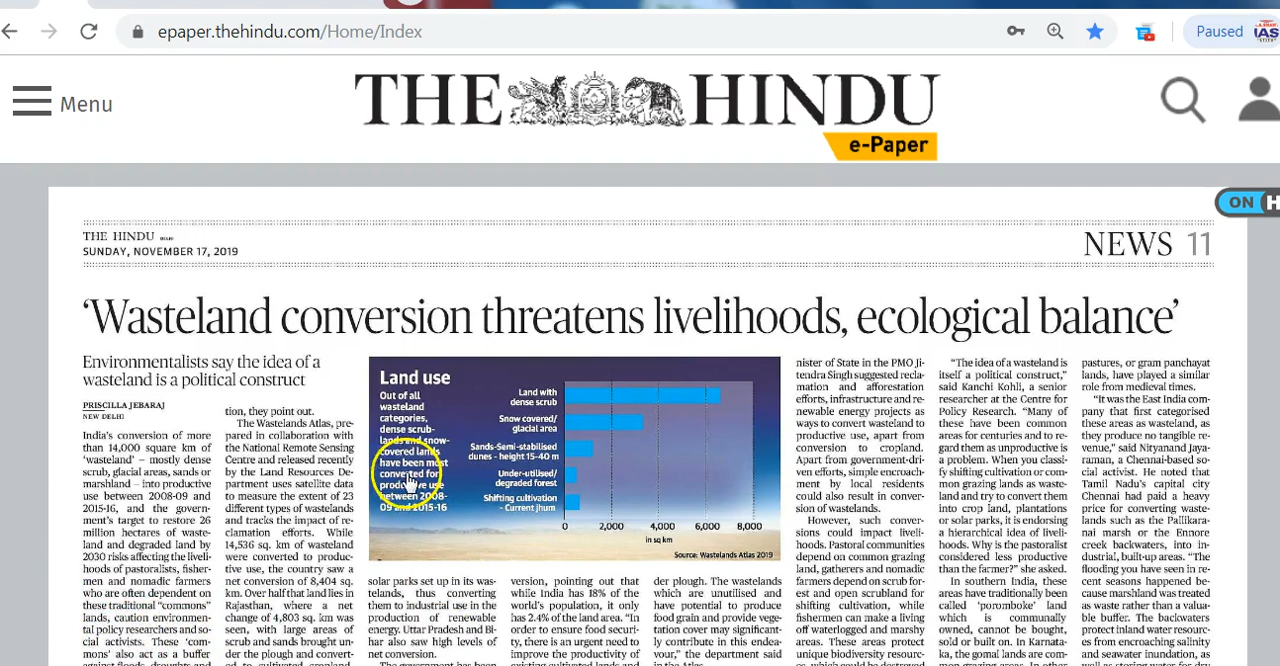 epaper.thehindu.com/Home/Index
Paused
IAS
Menu
THE HINDU
e-Paper
ON H
THE HINDU
SUNDAY, NOVEMBER 17, 2019
NEWS 11
‘Wasteland conversion threatens livelihoods, ecological balance’
Environmentalists say the idea of a
wasteland is a political construct
PRISCILLA JEBARAJ
NEW DELHI
India's conversion of more
than 14,000 square km of
‘wasteland’ – mostly dense
scrub, glacial areas, sands or
marshland – into productive
use between 2008-09 and
2015-16, and the govern-
ment's target to restore 26
million hectares of waste-
land and degraded land by
2030 risks affecting the liveli-
hoods of pastoralists, fisher-
men and nomadic farmers
who are often dependent on
these traditional “commons”
lands, caution environmen-
tal policy researchers and so-
cial activists. These ‘com-
mons’ also act as a buffer
against floods, droughts and
tion, they point out.
The Wastelands Atlas, pre-
pared in collaboration with
the National Remote Sensing
Centre and released recently
by the Land Resources De-
partment uses satellite data
to measure the extent of 23
different types of wastelands
and tracks the impact of re-
clamation efforts. While
14,536 sq. km of wasteland
were converted to produc-
tive use, the country saw a
net conversion of 8,404 sq.
km. Over half that land lies in
Rajasthan, where a net
change of 4,803 sq. km was
seen, with large areas of
scrub and sands brought un-
der the plough and convert-
ed to cultivated cropland.
Land use
Out of all
wasteland
categories,
dense scrub-
lands and snow-
covered lands
have been most
converted for
productive use
between 2008-
09 and 2015-16
Land with
dense scrub
Snow covered/
glacial area
Sands-Semi-stabilised
dunes - height 15-40 m
Under-utilised/
degraded forest
Shifting cultivation
- Current jhum
0 2,000 4,000 6,000 8,000
in sq km
Source: Wastelands Atlas 2019
solar parks set up in its was-
telands, thus converting
them to industrial use in the
production of renewable
energy. Uttar Pradesh and Bi-
har also saw high levels of
net conversion.
The government has been
version, pointing out that
while India has 18% of the
world's population, it only
has 2.4% of the land area. “In
order to ensure food securi-
ty, there is an urgent need to
improve the productivity of
existing cultivated lands and
der plough. The wastelands
which are unutilised and
have potential to produce
food grain and provide vege-
tation cover may significant-
ly contribute in this endea-
vour,” the department said
in the Atlas.
nister of State in the PMO Ji-
tendra Singh suggested recla-
mation and afforestation
efforts, infrastructure and re-
newable energy projects as
ways to convert wasteland to
productive use, apart from
conversion to cropland.
Apart from government-dri-
ven efforts, simple encroach-
ment by local residents
could also result in conver-
sion of wastelands.
However, such conver-
sions could impact liveli-
hoods. Pastoral communities
depend on common grazing
land, gatherers and nomadic
farmers depend on scrub for-
est and open scrubland for
shifting cultivation, while
fishermen can make a living
off waterlogged and marshy
areas. These areas protect
unique biodiversity resourc-
es, which could be destroyed
“The idea of a wasteland is
itself a political construct,”
said Kanchi Kohli, a senior
researcher at the Centre for
Policy Research. “Many of
these have been common
areas for centuries and to re-
gard them as unproductive is
a problem. When you classi-
fy shifting cultivation or com-
mon grazing lands as waste-
land and try to convert them
into crop land, plantations
or solar parks, it is endorsing
a hierarchical idea of liveli-
hoods. Why is the pastoralist
considered less productive
than the farmer?” she asked.
In southern India, these
areas have traditionally been
called ‘poromboke’ land
which is communally
owned, cannot be bought,
sold or built on. In Karnata-
ka, the gomal lands are com-
mon grazing areas. In other
pastures, or gram panchayat
lands, have played a similar
role from medieval times.
“It was the East India com-
pany that first categorised
these areas as wasteland, as
they produce no tangible re-
venue,” said Nityanand Jaya-
raman, a Chennai-based so-
cial activist. He noted that
Tamil Nadu's capital city
Chennai had paid a heavy
price for converting waste-
lands such as the Pallikara-
nai marsh or the Ennore
creek backwaters, into in-
dustrial, built-up areas. “The
flooding you have seen in re-
cent seasons happened be-
cause marshland was treated
as waste rather than a valua-
ble buffer. The backwaters
protect inland water resourc-
es from encroaching salinity
and seawater inundation, as